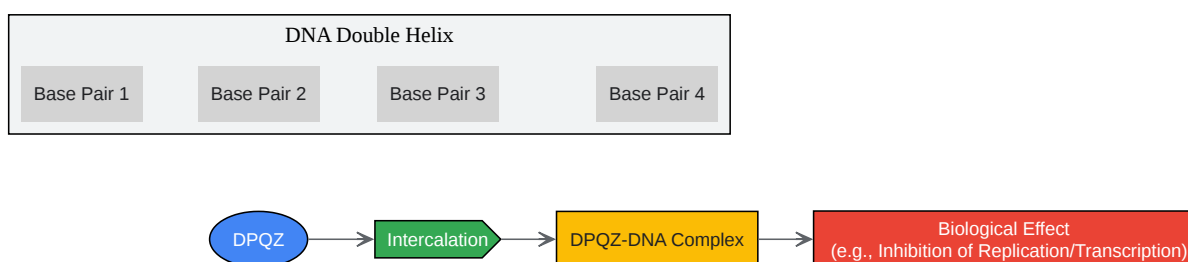 DNA Double Helix
Base Pair 1
Base Pair 2
Base Pair 3
Base Pair 4
DPQZ
Intercalation
DPQZ-DNA Complex
Biological Effect
(e.g., Inhibition of Replication/Transcription)